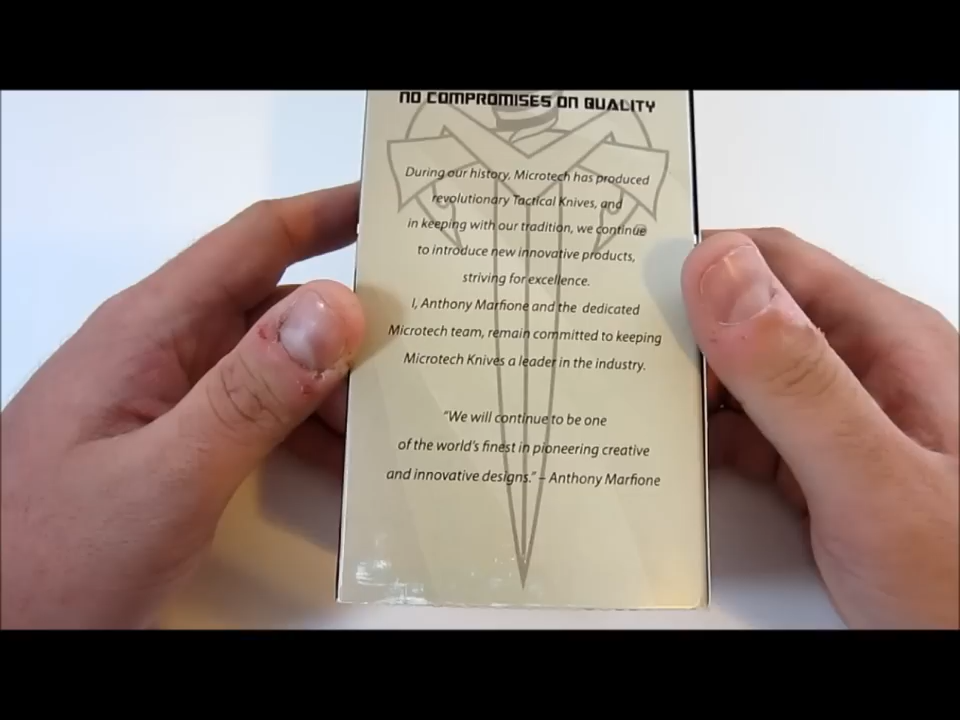 NO COMPROMISES ON QUALITY
During our history, Microtech has produced
revolutionary Tactical Knives, and
in keeping with our tradition, we continue
to introduce new innovative products,
striving for excellence.
I, Anthony Marfione and the dedicated
Microtech team, remain committed to keeping
Microtech Knives a leader in the industry.
"We will continue to be one
of the world's finest in pioneering creative
and innovative designs." – Anthony Marfione